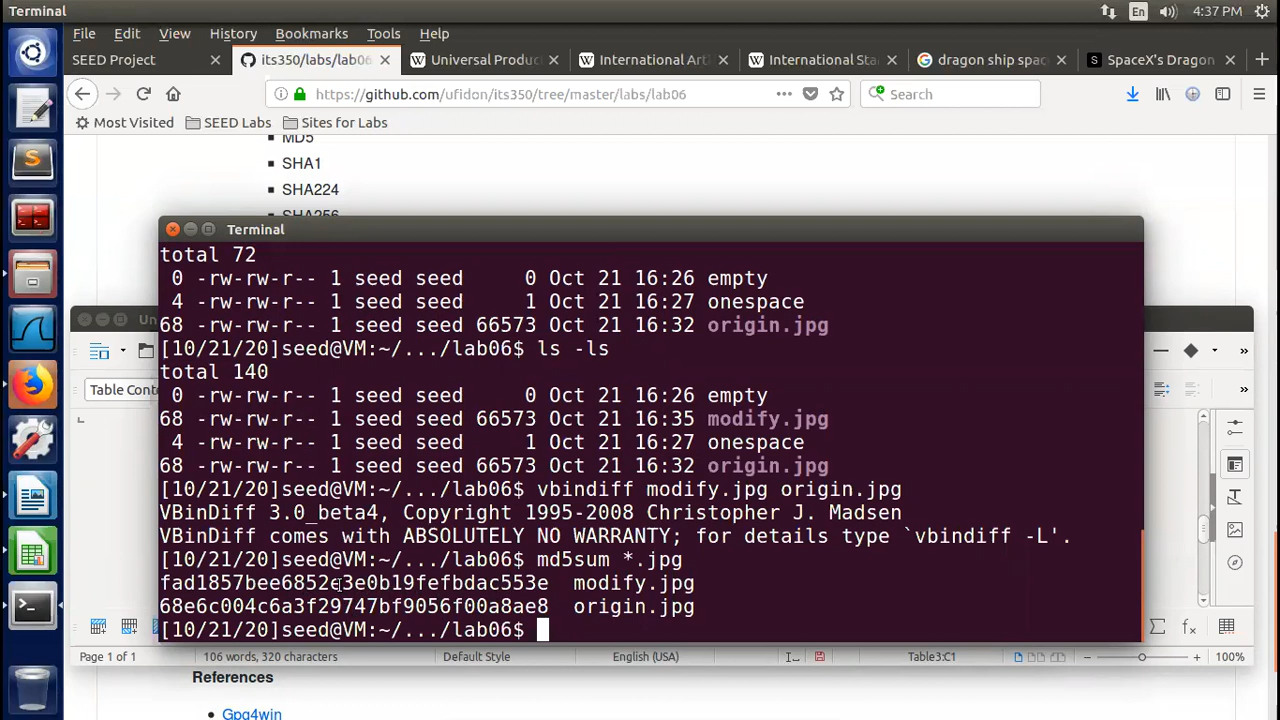 Terminal
En
4:37 PM
File Edit View History Bookmarks Tools Help
SEED Project
its350/labs/lab06
Universal Produc
International Arti
International Sta
dragon ship spac
SpaceX's Dragon
https://github.com/ufidon/its350/tree/master/labs/lab06
Search
Most Visited
SEED Labs
Sites for Labs
MD5
SHA1
SHA224
SHA256
Terminal
total 72
0 -rw-rw-r-- 1 seed seed 0 Oct 21 16:26 empty
4 -rw-rw-r-- 1 seed seed 1 Oct 21 16:27 onespace
68 -rw-rw-r-- 1 seed seed 66573 Oct 21 16:32 origin.jpg
[10/21/20]seed@VM:~/.../lab06$ ls -ls
total 140
0 -rw-rw-r-- 1 seed seed 0 Oct 21 16:26 empty
68 -rw-rw-r-- 1 seed seed 66573 Oct 21 16:35 modify.jpg
4 -rw-rw-r-- 1 seed seed 1 Oct 21 16:27 onespace
68 -rw-rw-r-- 1 seed seed 66573 Oct 21 16:32 origin.jpg
[10/21/20]seed@VM:~/.../lab06$ vbindiff modify.jpg origin.jpg
VBinDiff 3.0_beta4, Copyright 1995-2008 Christopher J. Madsen
VBinDiff comes with ABSOLUTELY NO WARRANTY; for details type `vbindiff -L'.
[10/21/20]seed@VM:~/.../lab06$ md5sum *.jpg
fad1857bee6852e3e0b19fefbdac553e modify.jpg
68e6c004c6a3f29747bf9056f00a8ae8 origin.jpg
[10/21/20]seed@VM:~/.../lab06$
Un
Table Conte
Page 1 of 1
106 words, 320 characters
Default Style
English (USA)
Table3:C1
100%
References
Gpg4win